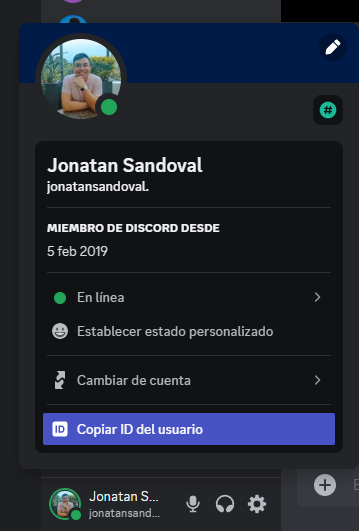 Jonatan Sandoval
jonatansandoval.
MIEMBRO DE DISCORD DESDE
5 feb 2019
En línea
Establecer estado personalizado
Cambiar de cuenta
ID Copiar ID del usuario
Jonatan S...
jonatansand...